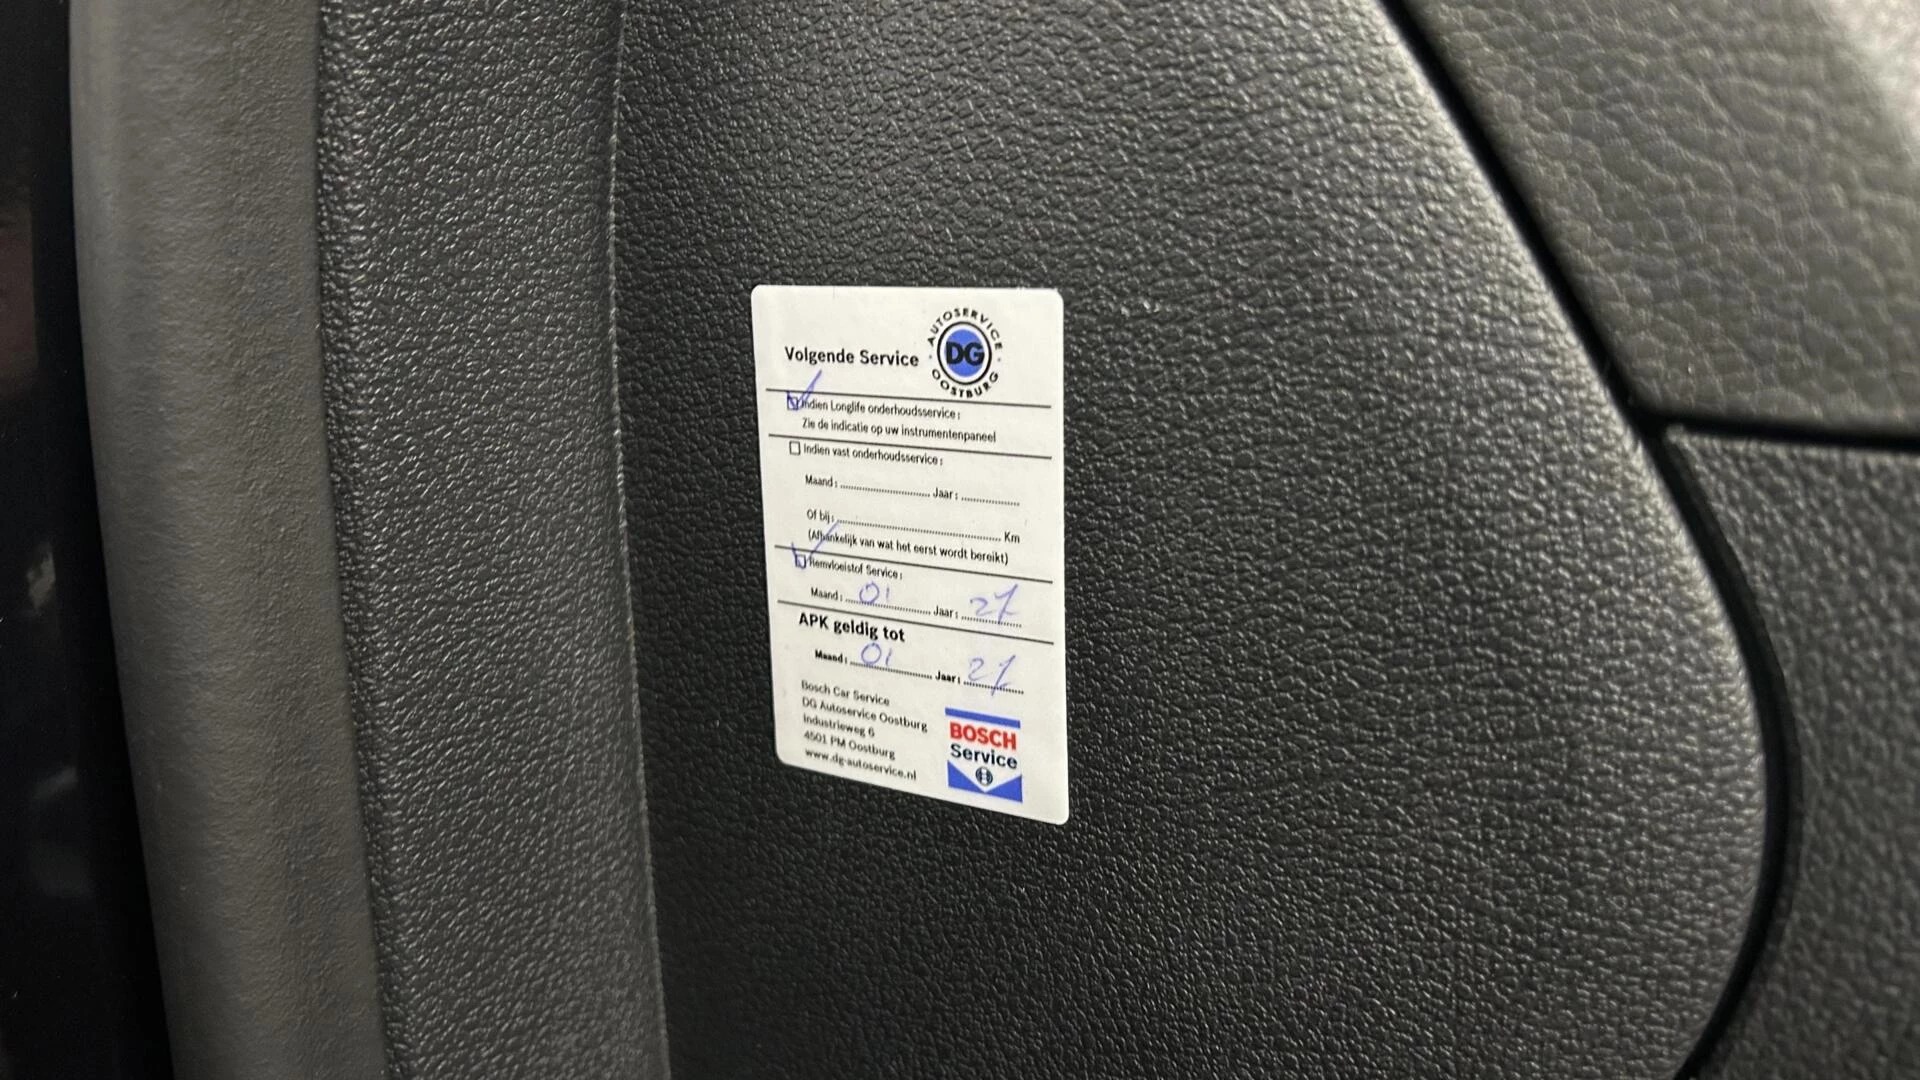 Volgende Service
AUTOSERVICE
DG
OOSTBURG
Indien Longlife onderhoudsservice:
Zie de indicatie op uw instrumentenpaneel
Indien vast onderhoudsservice:
Maand: Jaar:
Of bij: Km
(Afhankelijk van wat het eerst wordt bereikt)
Remvloeistof Service:
Maand: 01 Jaar: 27
APK geldig tot
Maand: 01 Jaar: 27
Bosch Car Service
DG Autoservice Oostburg
Industrieweg 6
4501 PM Oostburg
www.dg-autoservice.nl
BOSCH
Service